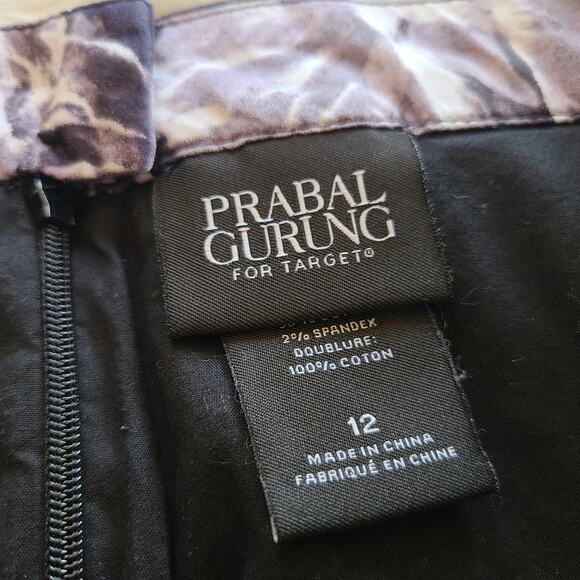 PRABAL
GURUNG
FOR TARGET®
2% SPANDEX
DOUBLURE:
100% COTON
12
MADE IN CHINA
FABRIQUÉ EN CHINE